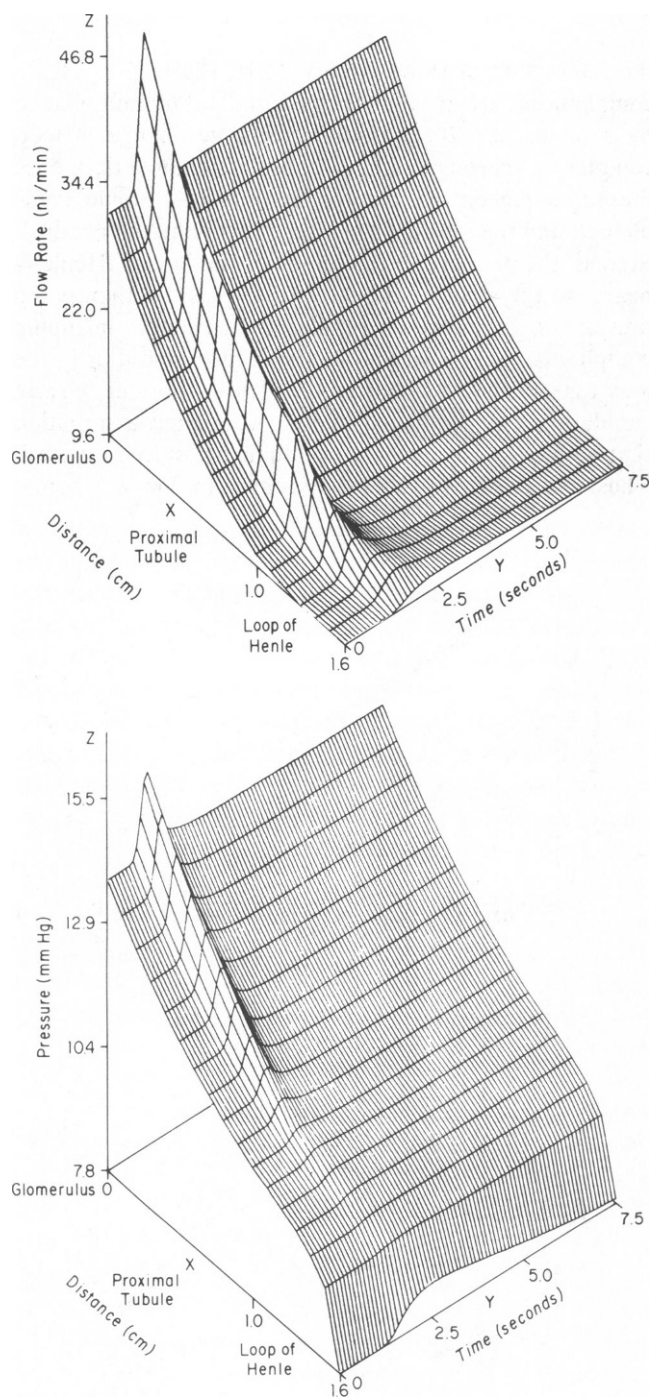 Z
46.8
34.4
22.0
9.6
Flow Rate (nl/min)
Glomerulus 0
X
Proximal
Tubule
Distance (cm)
1.0
Loop of
Henle
1.6
0
2.5
Y
5.0
Time (seconds)
7.5
Z
15.5
12.9
10.4
7.8
Pressure (mm Hg)
Glomerulus 0
X
Proximal
Tubule
Distance (cm)
1.0
Loop of
Henle
1.6
0
2.5
Y
5.0
Time (seconds)
7.5